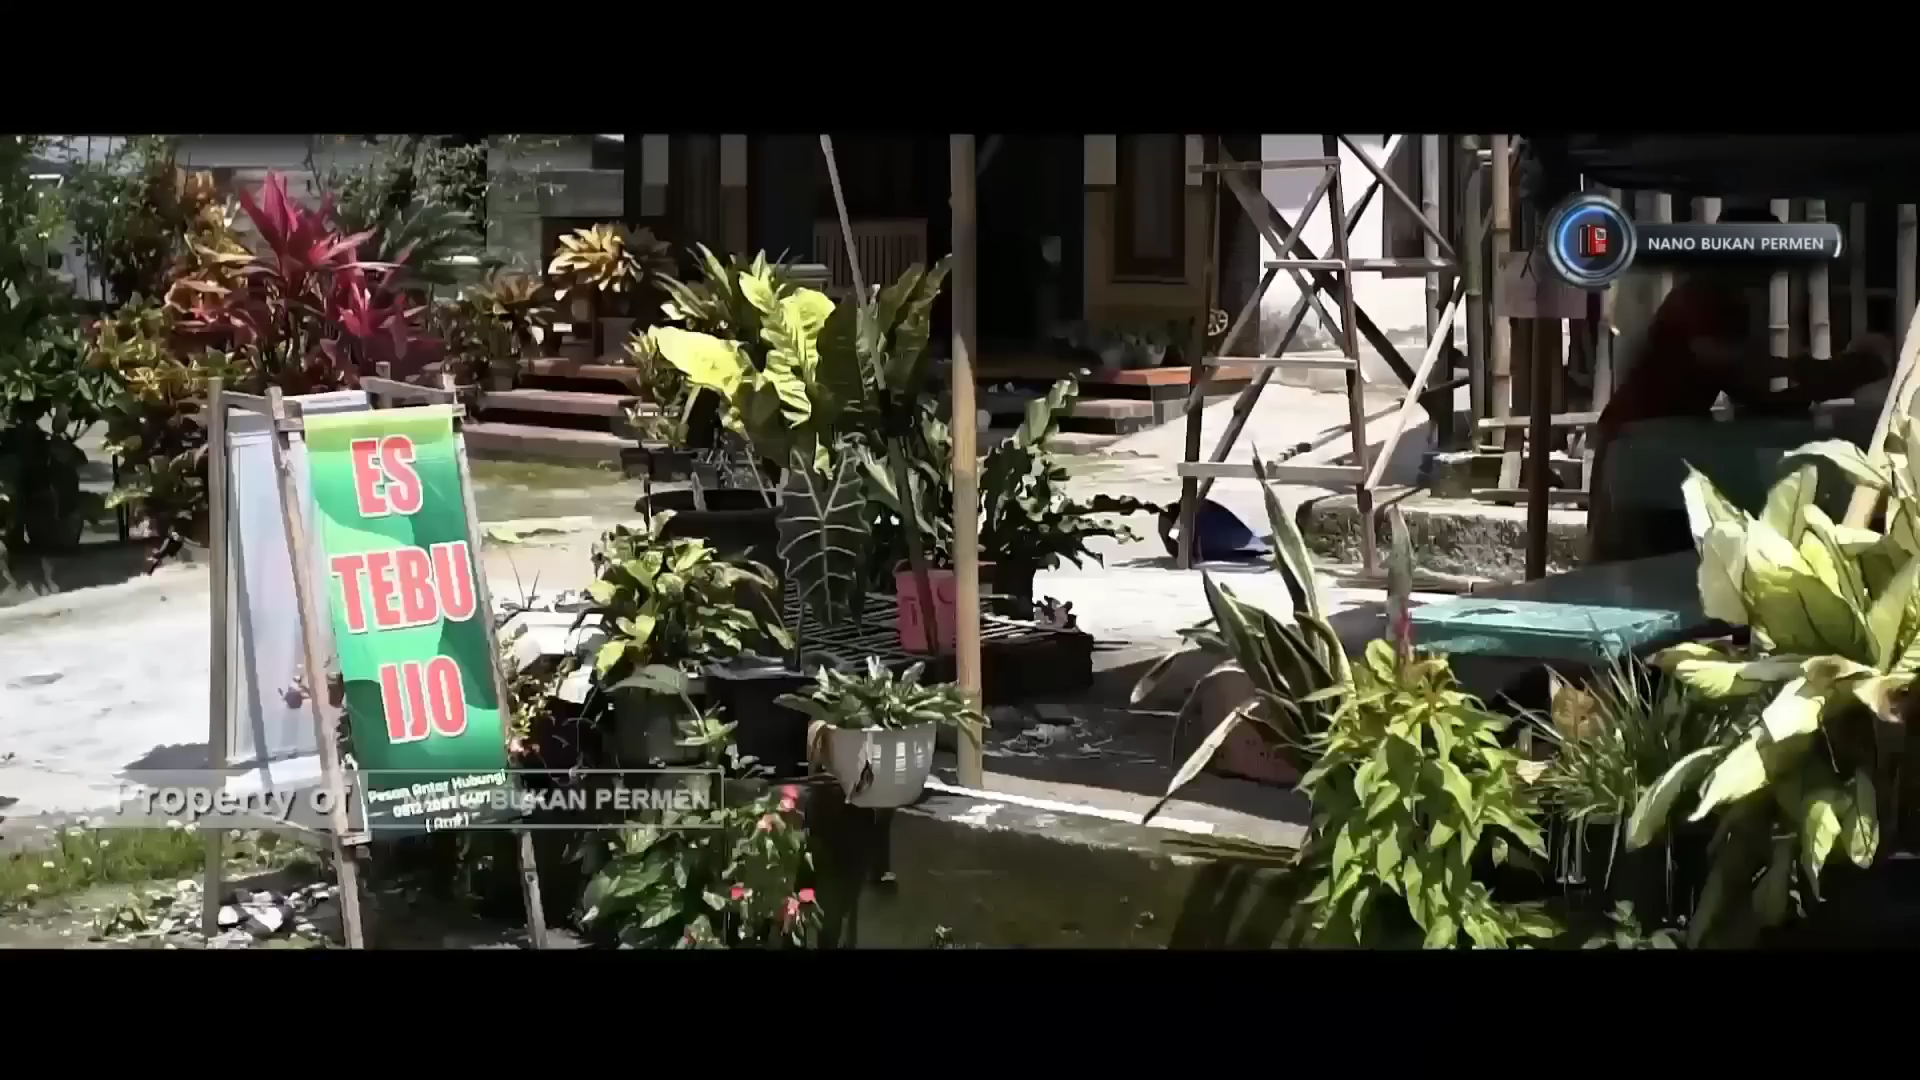 NANO BUKAN PERMEN
ES
TEBU
IJO
Pesan Antar Hubungi
Property of BUKAN PERMEN